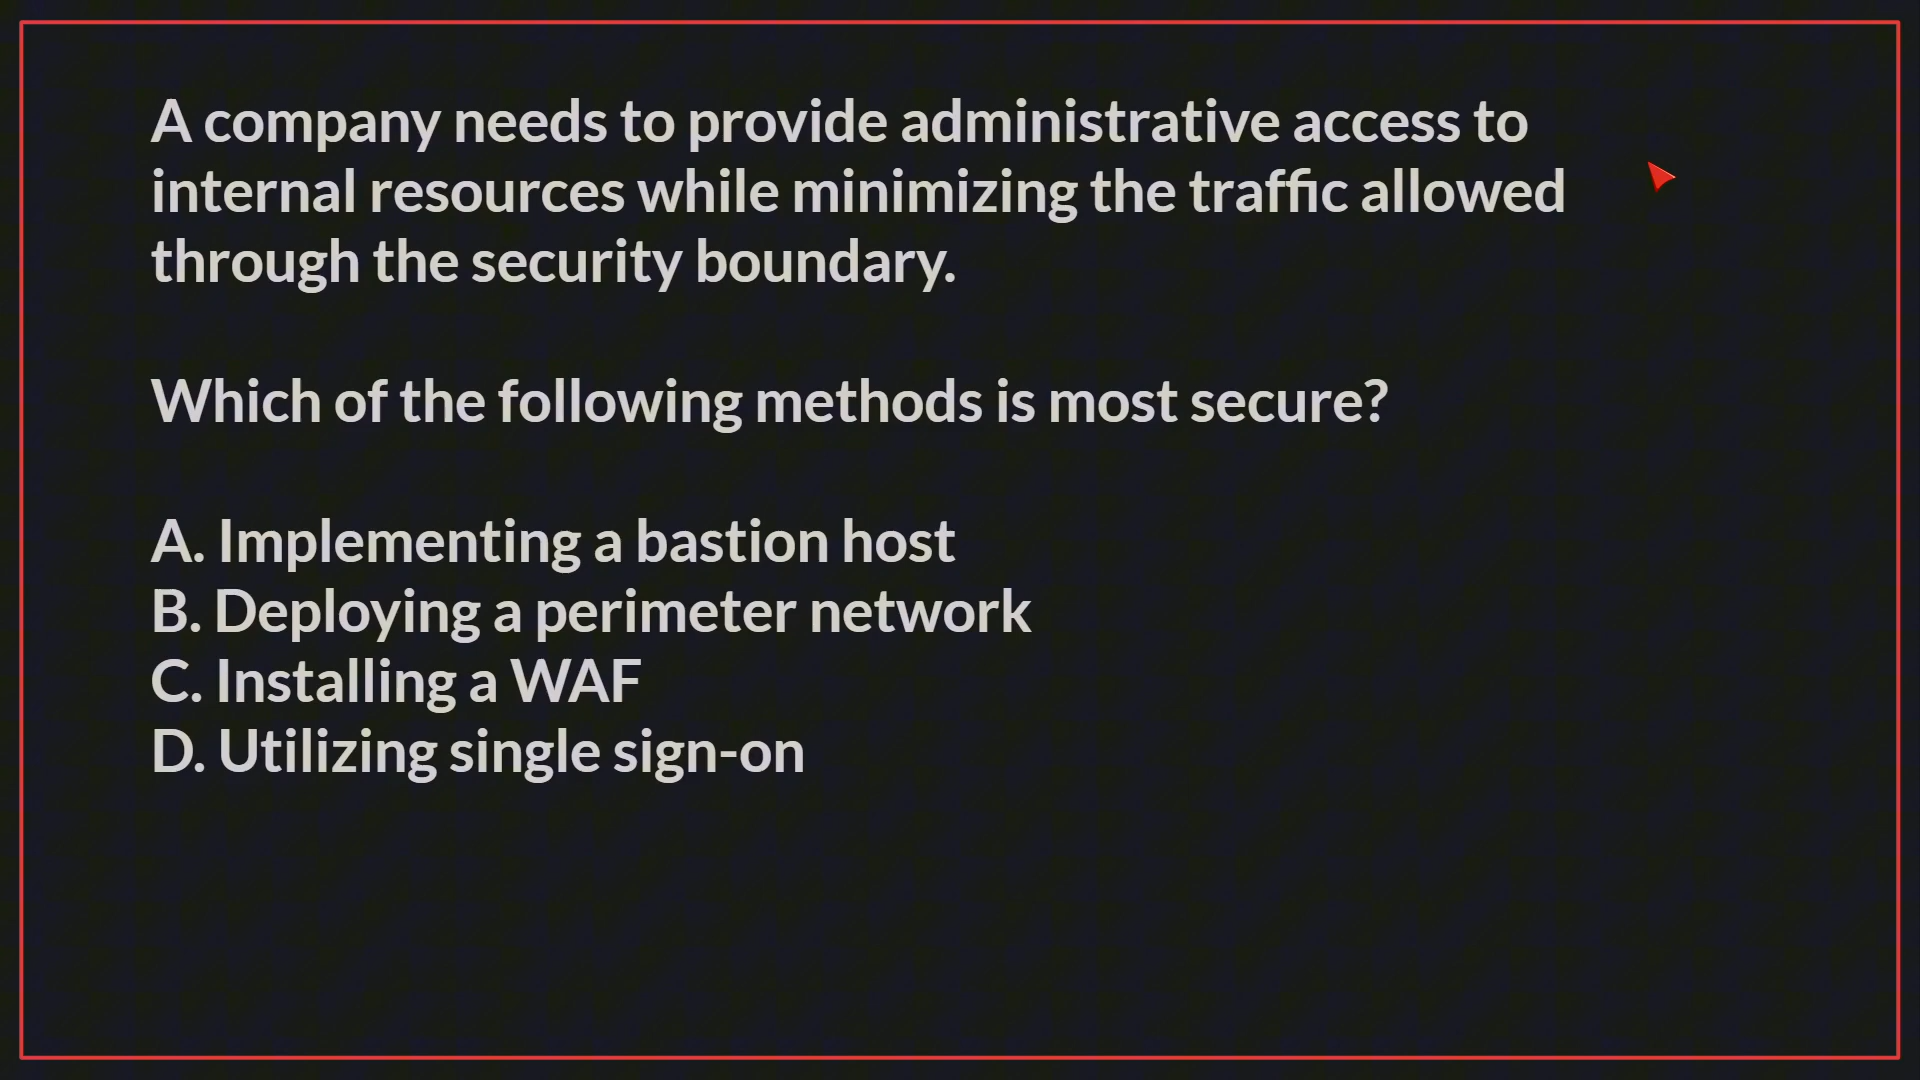 A company needs to provide administrative access to
internal resources while minimizing the traffic allowed
through the security boundary.
Which of the following methods is most secure?
A. Implementing a bastion host
B. Deploying a perimeter network
C. Installing a WAF
D. Utilizing single sign-on